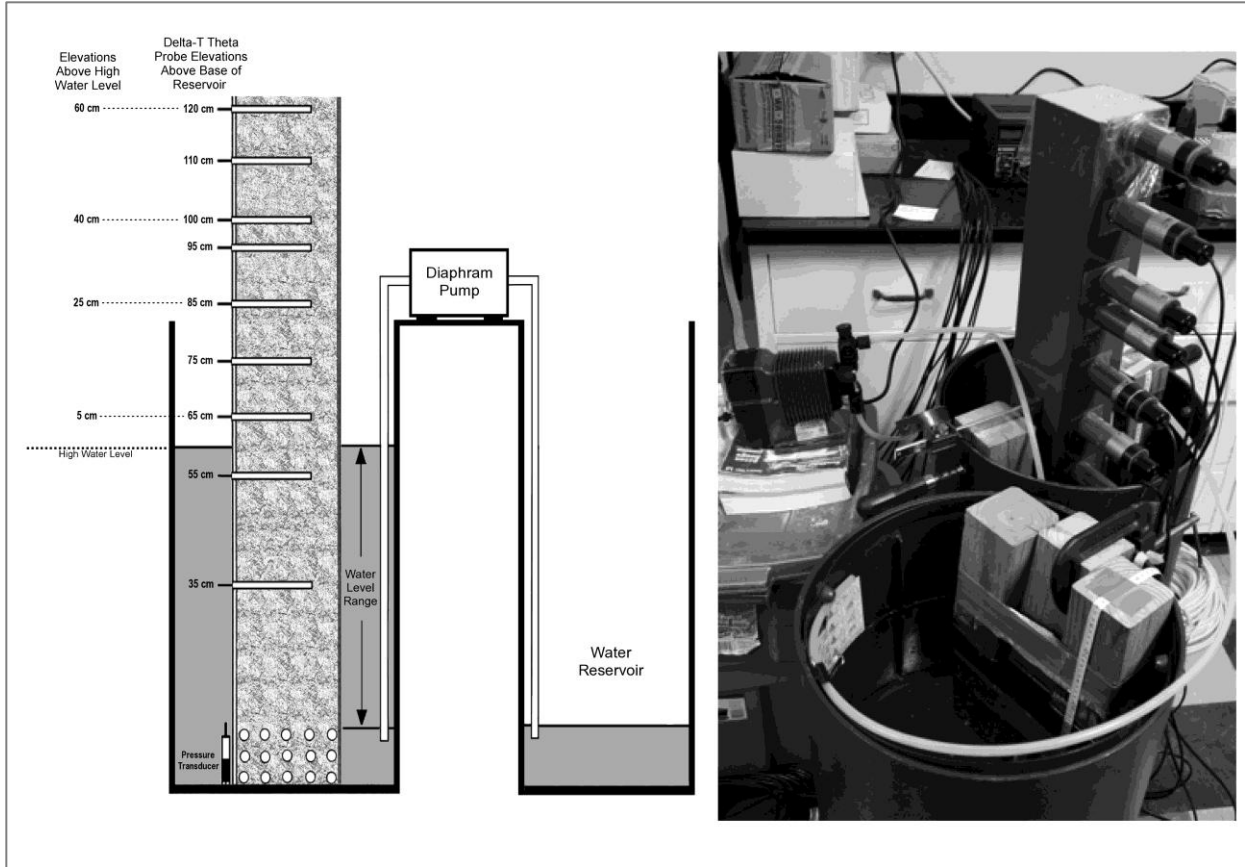 Elevations
Above High
Water Level
Delta-T Theta
Probe Elevations
Above Base of
Reservoir
60 cm
120 cm
110 cm
40 cm
100 cm
95 cm
25 cm
85 cm
75 cm
5 cm
65 cm
High Water Level
55 cm
35 cm
Pressure
Transducer
Water
Level
Range
Diaphram
Pump
Water
Reservoir